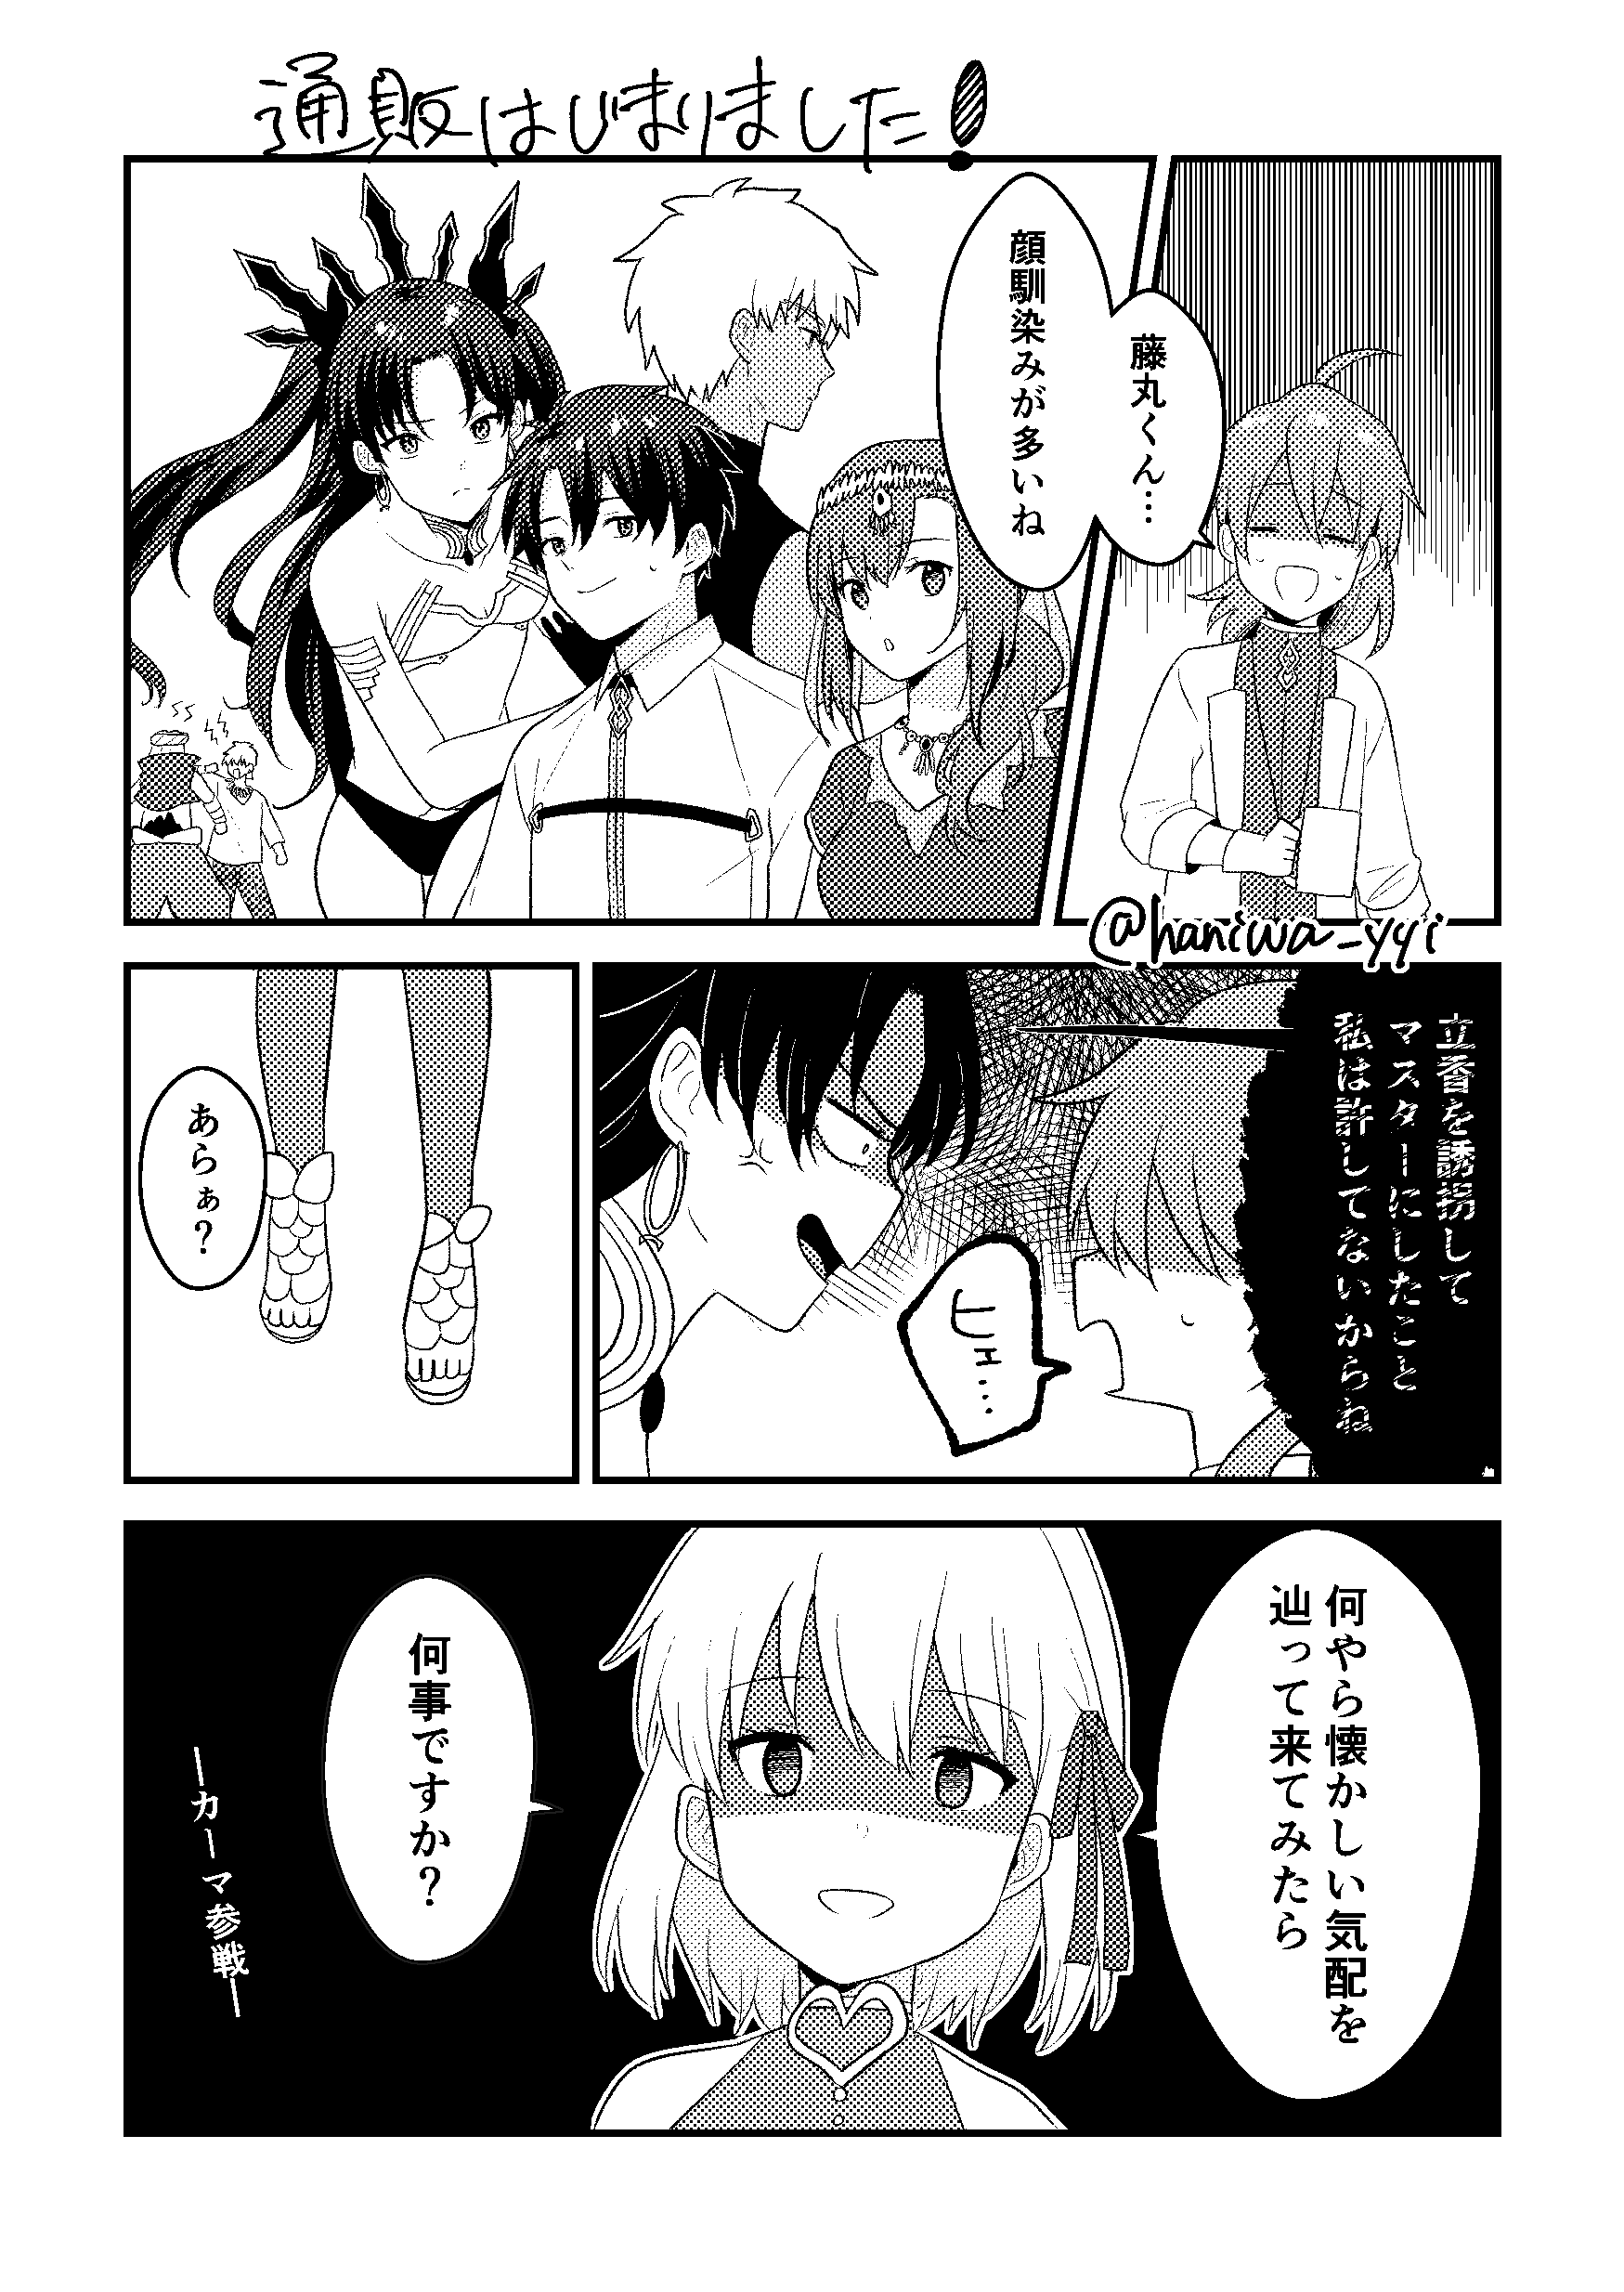 通販はじまりました!
藤丸くん…
顔馴染みが多いね
@haniwa_yyi
立香を誘拐して
マスターにしたこと
私は許してないからね
ヒェ…
あらぁ?
何やら懐かしい気配を
辿って来てみたら
何事ですか?
―カーマ参戦―